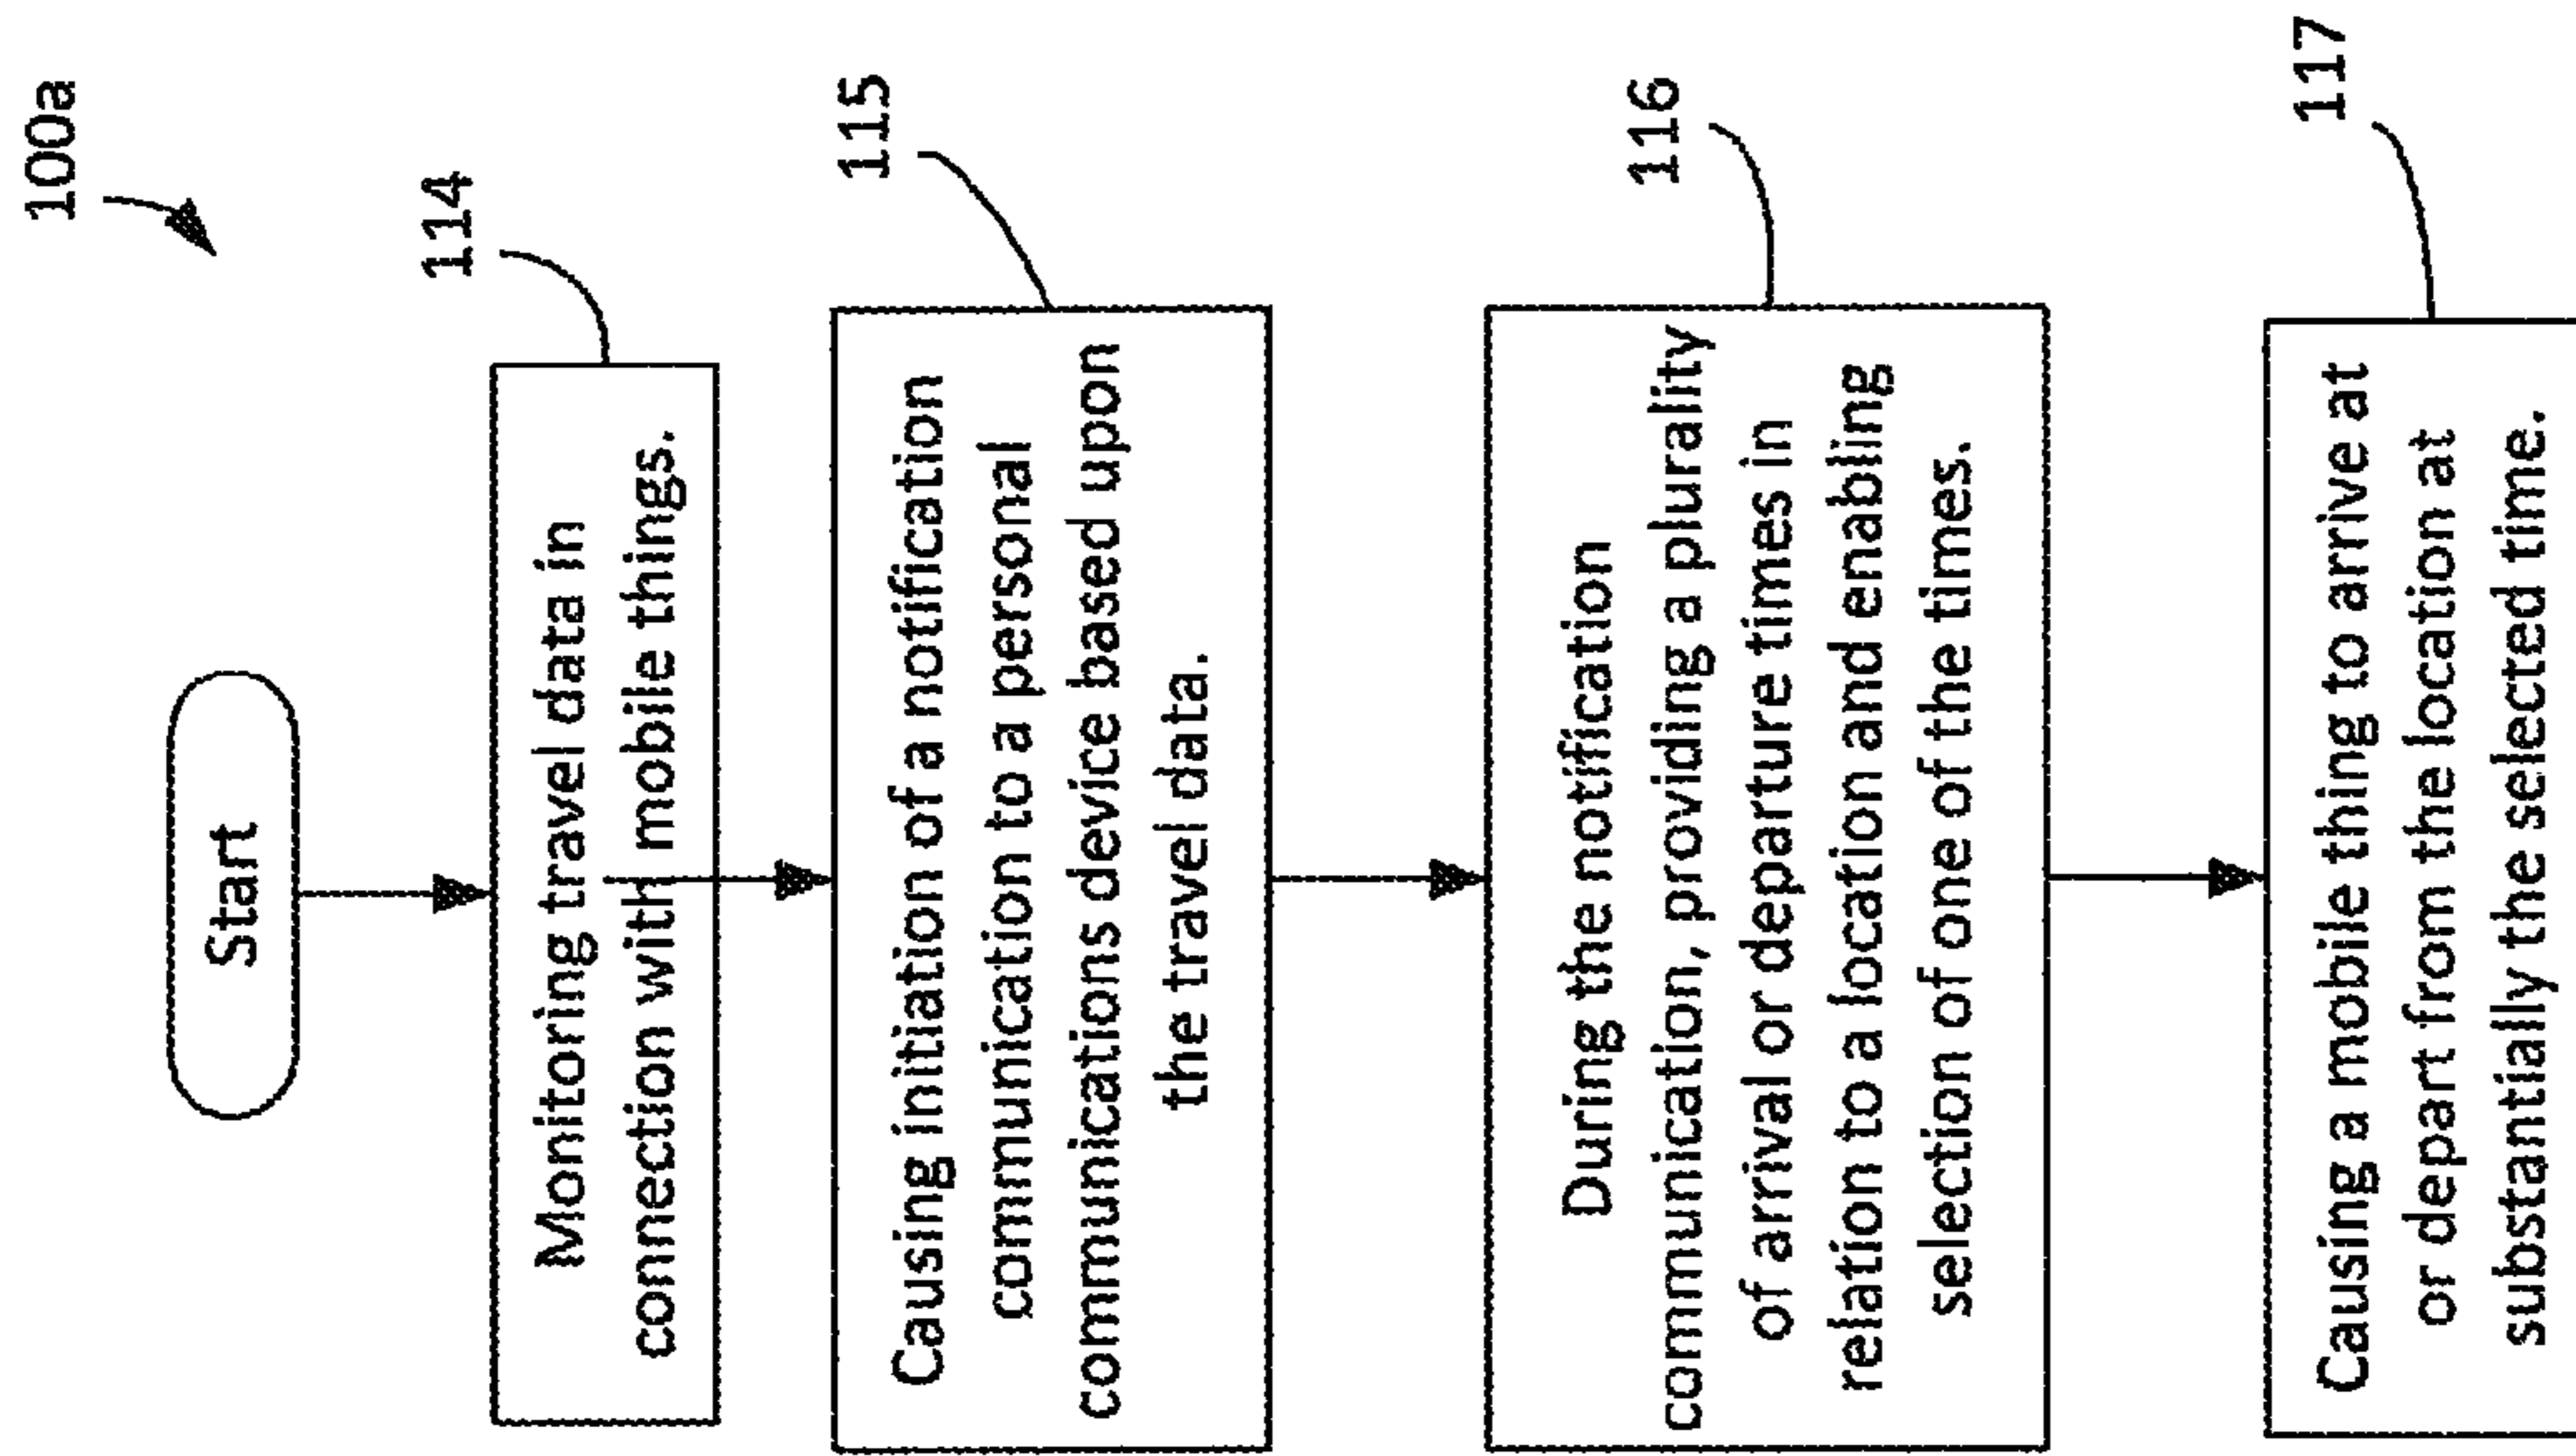 100a
Start
114
Monitoring travel data in
connection with mobile things.
115
Causing initiation of a notification
communication to a personal
communications device based upon
the travel data.
116
During the notification
communication, providing a plurality
of arrival or departure times in
relation to a location and enabling
selection of one of the times.
117
Causing a mobile thing to arrive at
or depart from the location at
substantially the selected time.